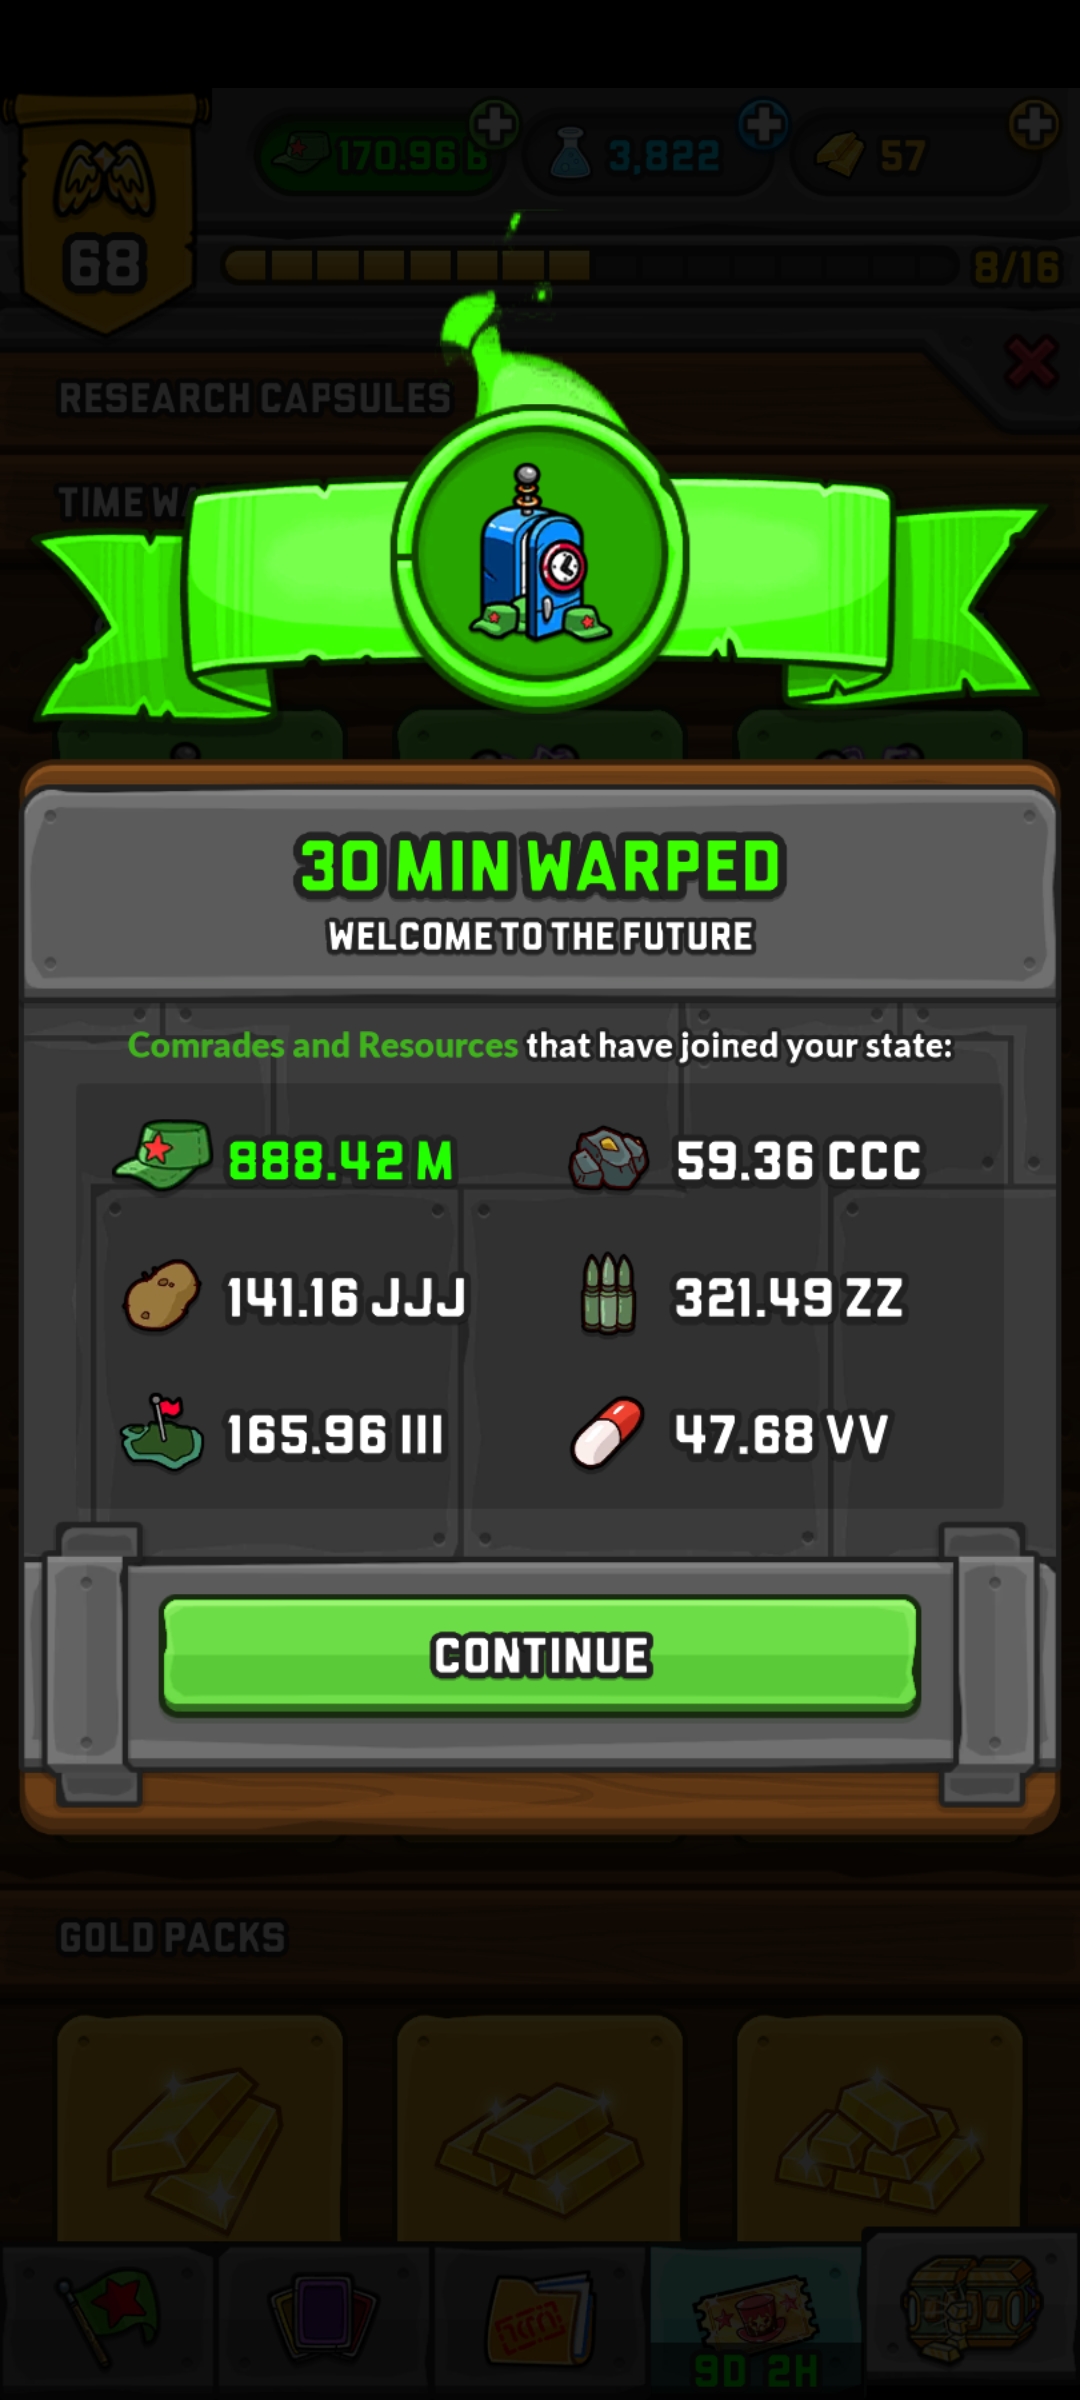 170.96 B
3,822
57
68
8/16
RESEARCH CAPSULES
TIME WA
30 MIN WARPED
WELCOME TO THE FUTURE
Comrades and Resources that have joined your state:
888.42 M
59.36 CCC
141.16 JJJ
321.49 ZZ
165.96 III
47.68 VV
CONTINUE
GOLD PACKS
9D 2H